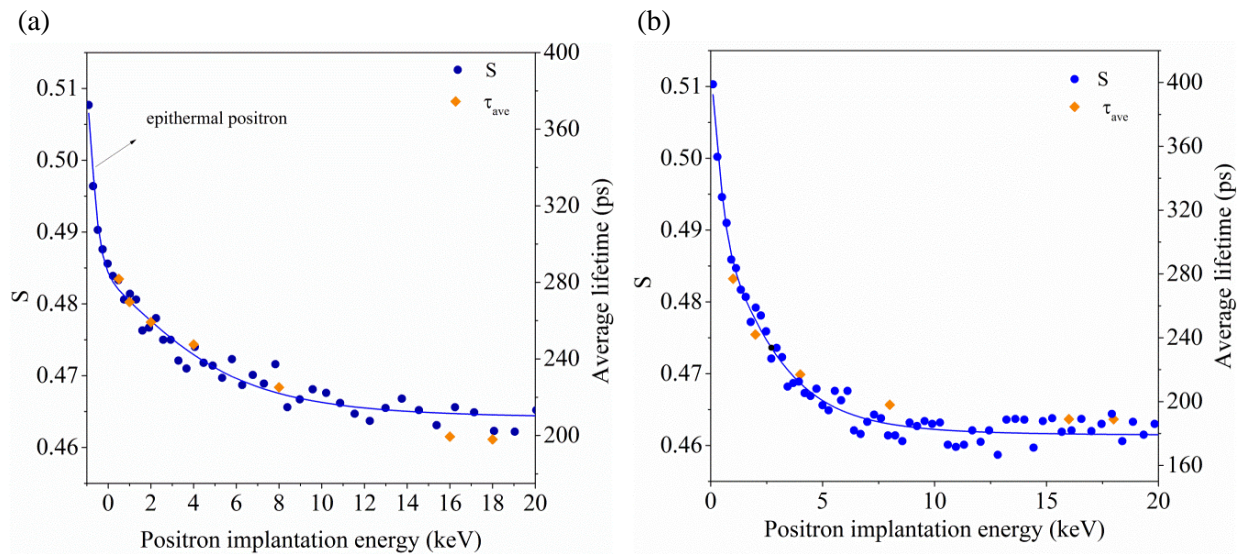 (a)
(b)
S
τave
epithermal positron
0.51
0.50
0.49
0.48
0.47
0.46
S
400
360
320
280
240
200
Average lifetime (ps)
0 2 4 6 8 10 12 14 16 18 20
Positron implantation energy (keV)
S
τave
0.51
0.50
0.49
0.48
0.47
0.46
S
400
360
320
280
240
200
160
Average lifetime (ps)
0 5 10 15 20
Positron implantation energy (keV)